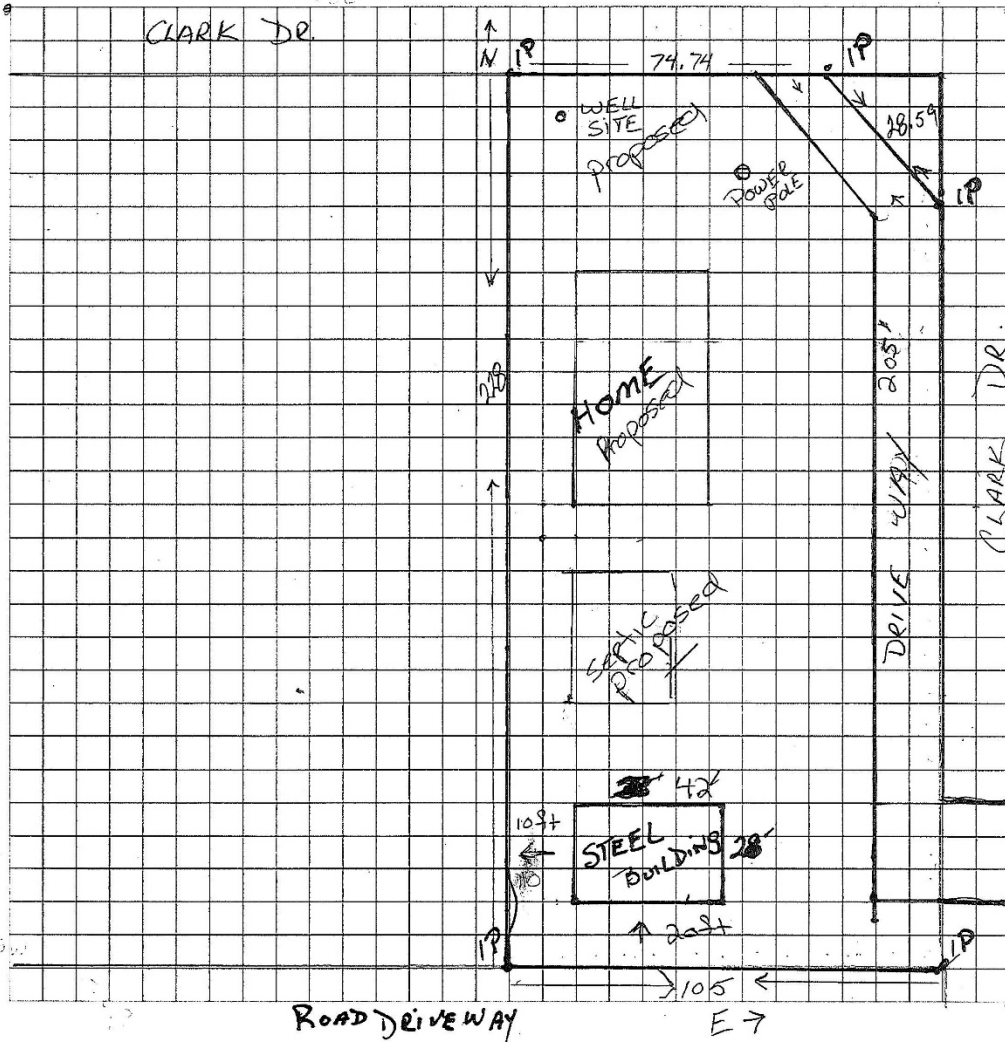 CLARK DR.
N
IP
74.74
IP
WELL
SITE
proposed
28.59
POWER
POLE
IP
228
HOME
Proposed
205'
DRIVE WAY
CLARK DR.
Septic
proposed
42'
10ft
STEEL
BUILDING
28'
20ft
IP
IP
105
ROAD DRIVEWAY
E